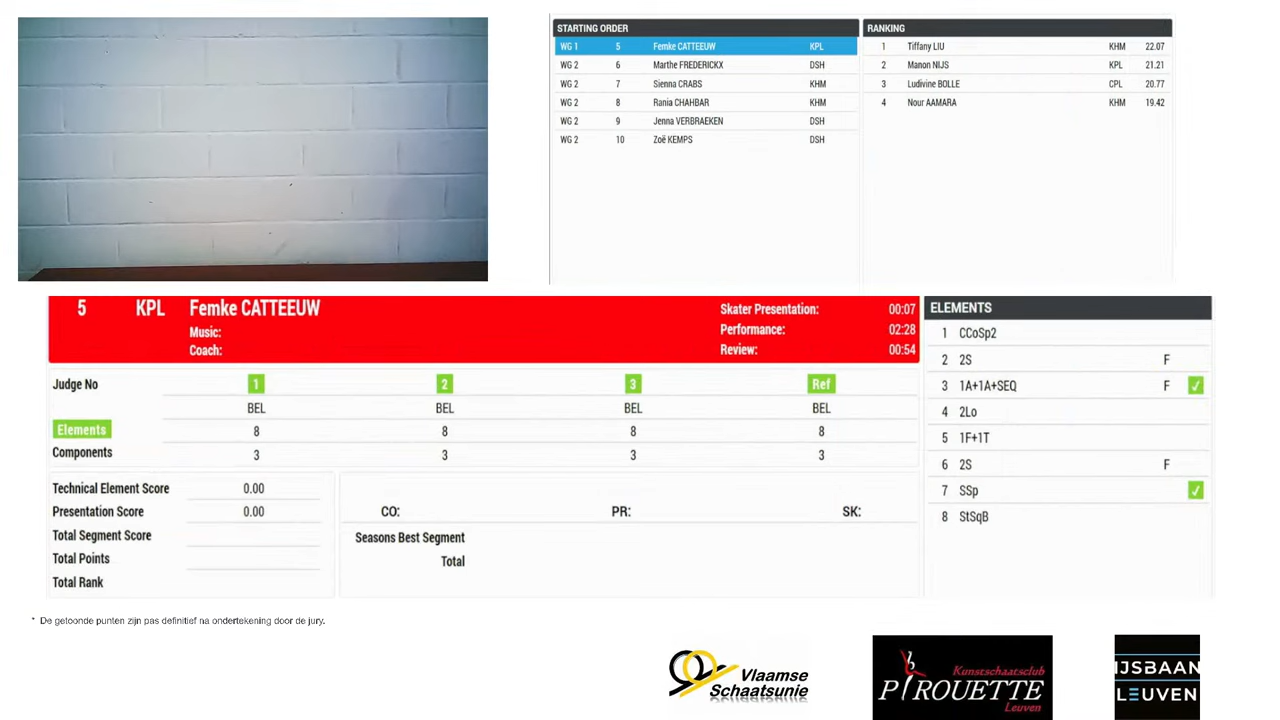 STARTING ORDER
WG 1 5 Femke CATTEEUW KPL
WG 2 6 Marthe FREDERICKX DSH
WG 2 7 Sienna CRABS KHM
WG 2 8 Rania CHAHBAR KHM
WG 2 9 Jenna VERBRAEKEN DSH
WG 2 10 Zoë KEMPS DSH
RANKING
1 Tiffany LIU KHM 22.07
2 Manon NIJS KPL 21.21
3 Ludivine BOLLE CPL 20.77
4 Nour AAMARA KHM 19.42
5 KPL Femke CATTEEUW
Music:
Coach:
Skater Presentation: 00:07
Performance: 02:28
Review: 00:54
Judge No 1 2 3 Ref
BEL BEL BEL BEL
Elements 8 8 8 8
Components 3 3 3 3
Technical Element Score 0.00
Presentation Score 0.00
Total Segment Score
Total Points
Total Rank
CO: PR: SK:
Seasons Best Segment
Total
ELEMENTS
1 CCoSp2
2 2S F
3 1A+1A+SEQ F
4 2Lo
5 1F+1T
6 2S F
7 SSp
8 StSqB
* De getoonde punten zijn pas definitief na ondertekening door de jury.
Vlaamse
Schaatsunie
Kunstschaatsclub
PIROUETTE
Leuven
IJSBAAN
LEUVEN